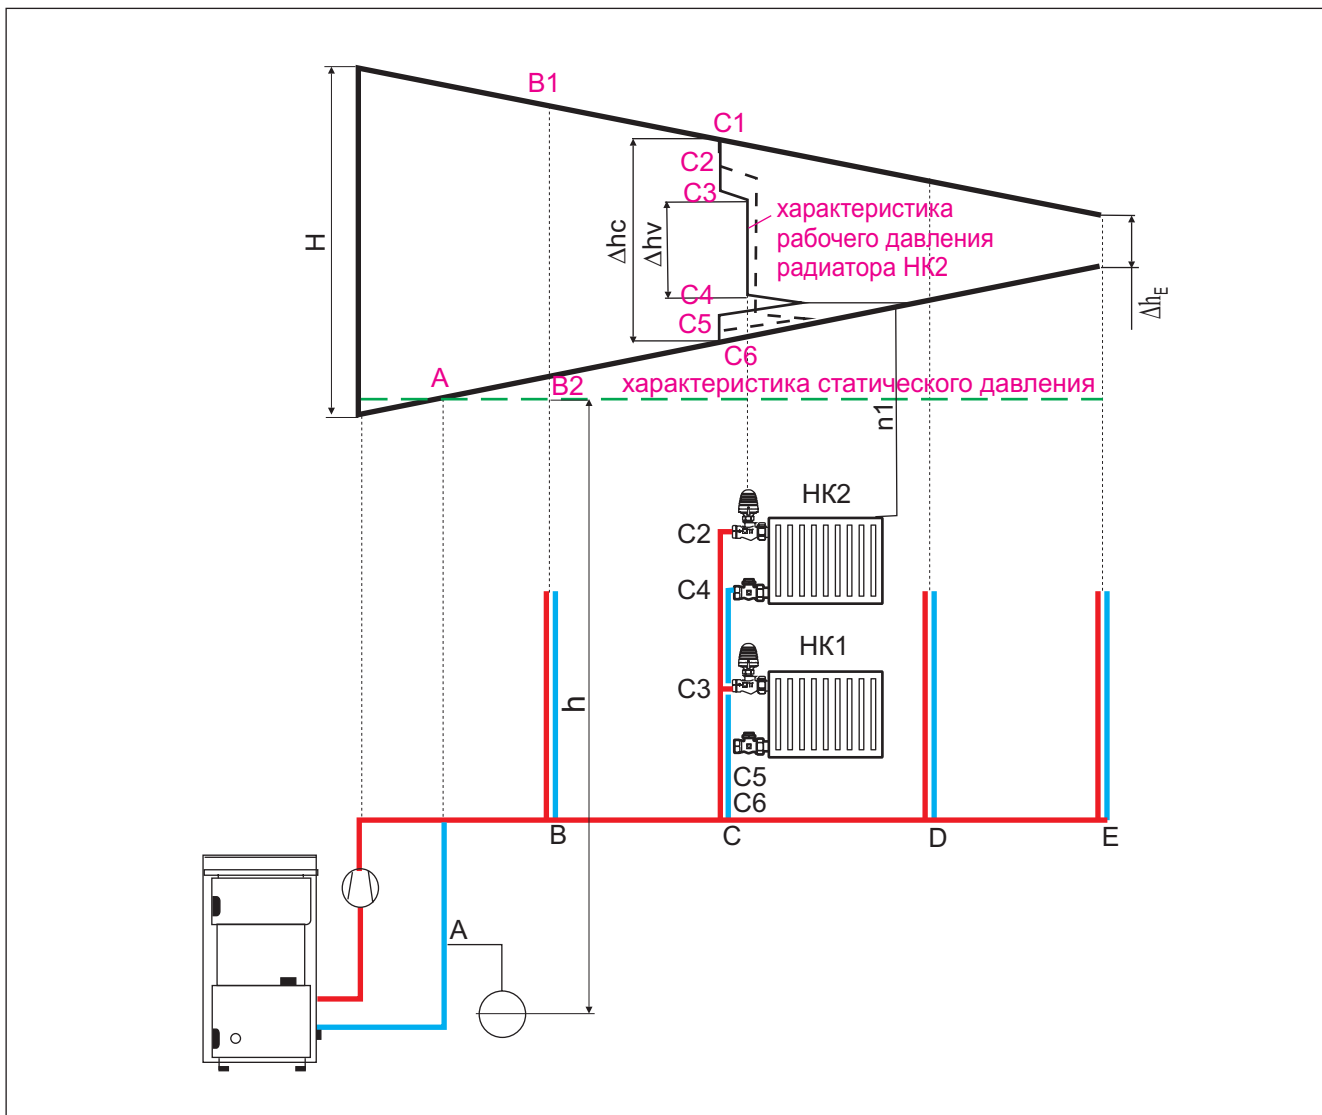 B1
C1
C2
C3
характеристика
рабочего давления
радиатора НК2
H
Δhc
Δhv
C4
C5
C6
Δh_E
A
B2
характеристика статического давления
n1
НК2
C2
C4
НК1
C3
h
C5
C6
B
C
D
E
A